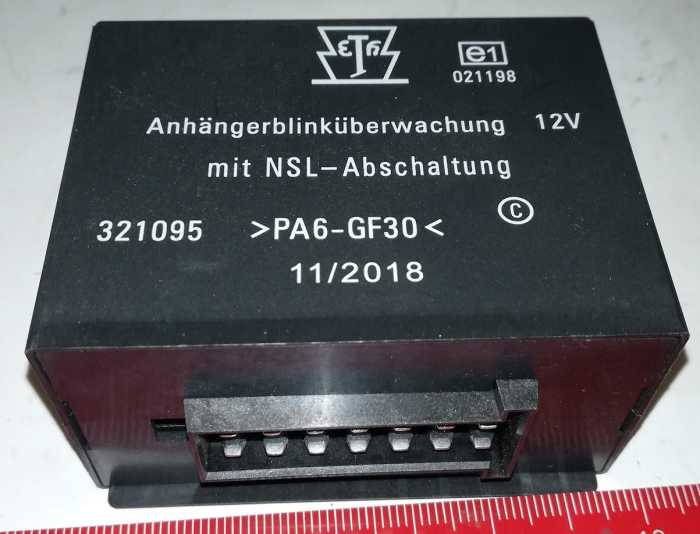 e1
021198
Anhängerblinküberwachung 12V
mit NSL-Abschaltung
©
321095 >PA6-GF30<
11/2018